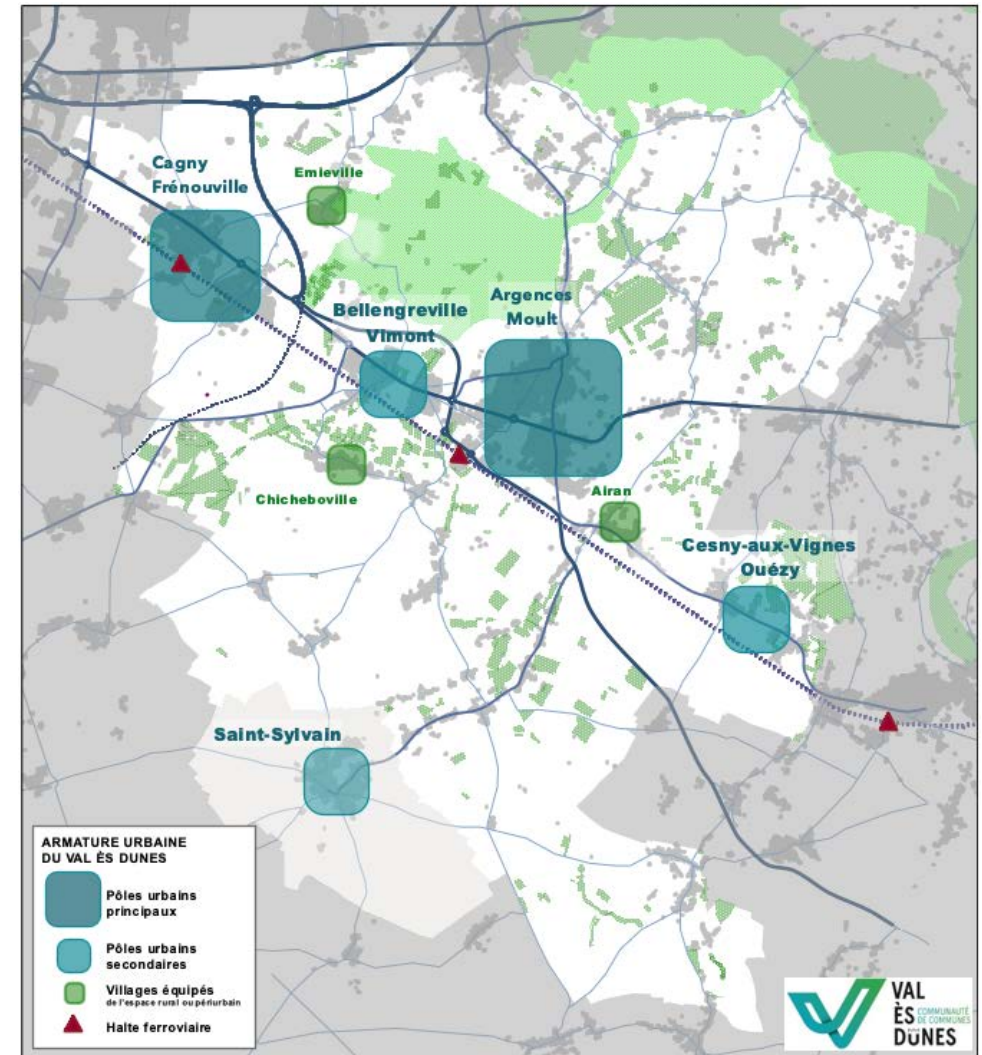 Cagny
Frénouville
Emieville
Bellengreville
Vimont
Argences
Moult
Chicheboville
Airan
Cesny-aux-Vignes
Ouézy
Saint-Sylvain
ARMATURE URBAINE
DU VAL ÈS DUNES
Pôles urbains
principaux
Pôles urbains
secondaires
Villages équipés
de l'espace rural ou périurbain
Halte ferroviaire
VAL
ÈS COMMUNAUTÉ
DE COMMUNES
DUNES